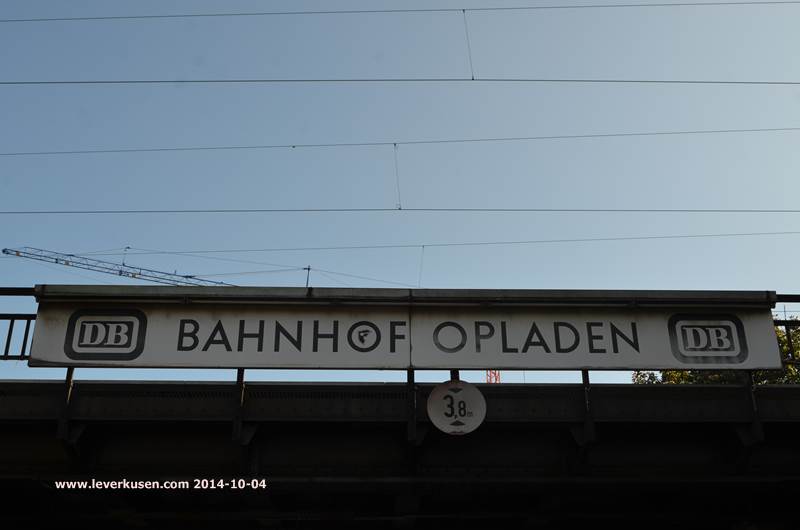 DB BAHNHOF OPLADEN DB
3,8m
www.leverkusen.com 2014-10-04